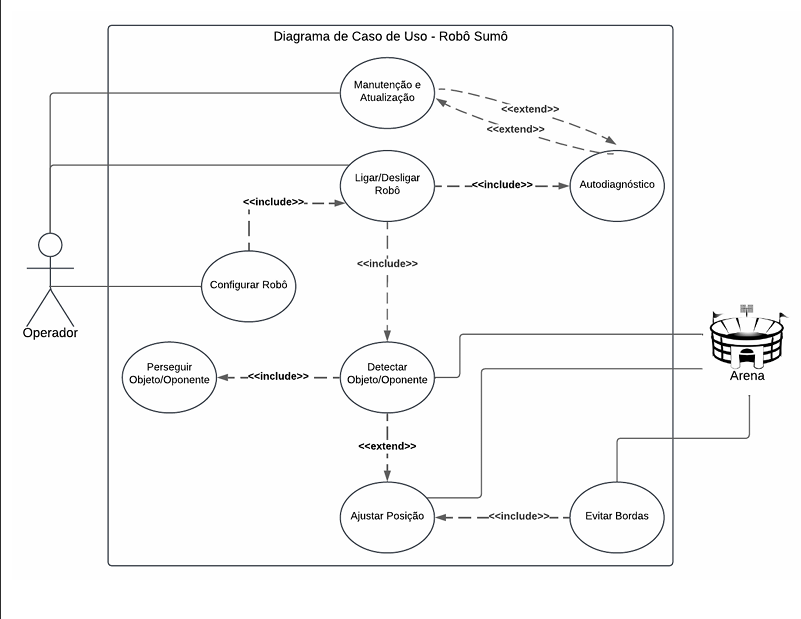 Diagrama de Caso de Uso - Robô Sumô
Manutenção e
Atualização
<<extend>>
<<extend>>
Ligar/Desligar
Robô
<<include>>
Autodiagnóstico
<<include>>
<<include>>
Configurar Robô
Operador
Perseguir
Objeto/Oponente
<<include>>
Detectar
Objeto/Oponente
Arena
<<extend>>
Ajustar Posição
<<include>>
Evitar Bordas